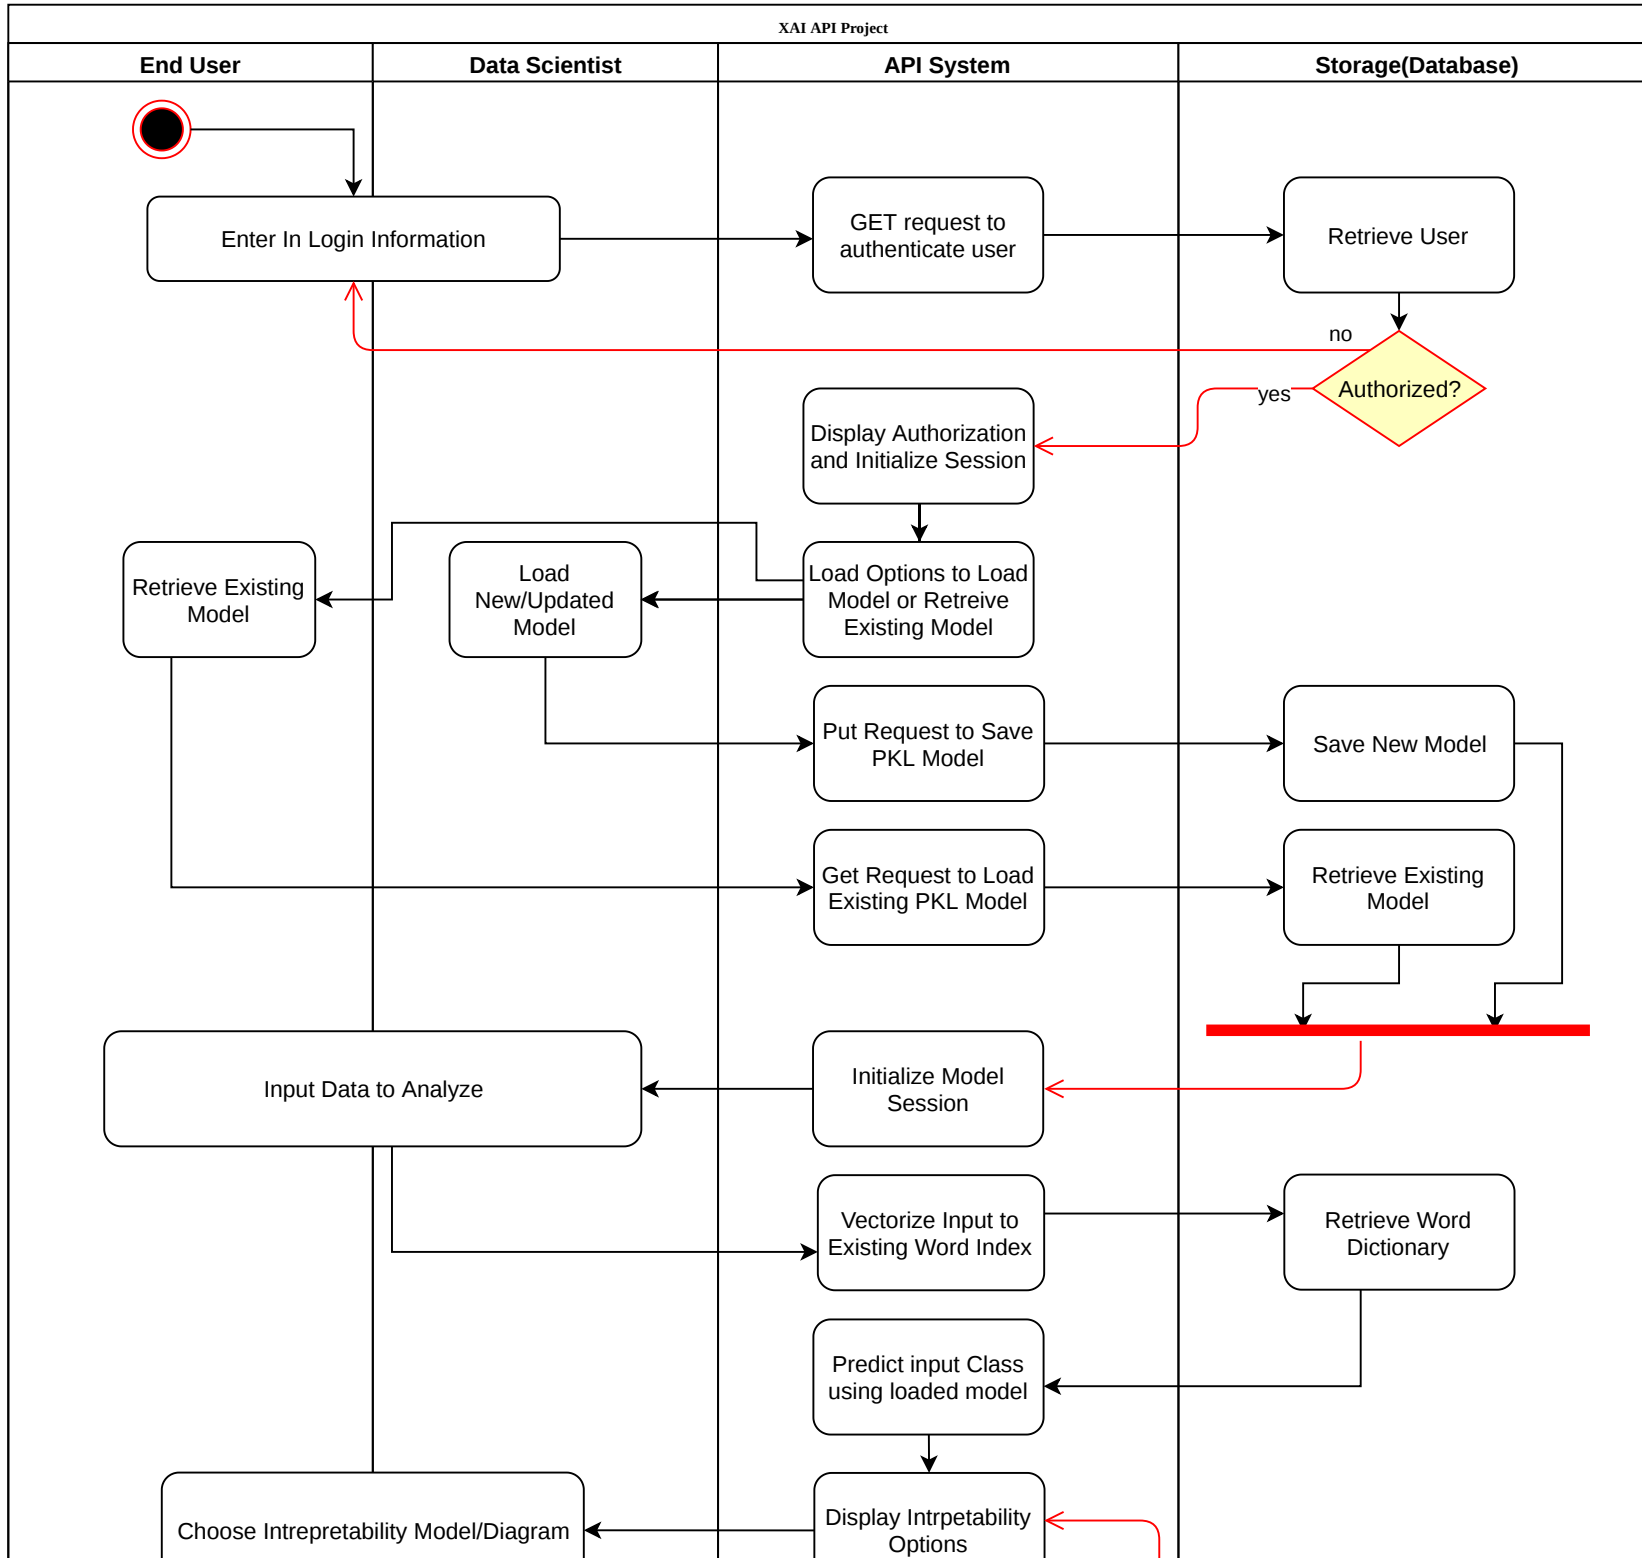 XAI API Project
End User
Data Scientist
API System
Storage(Database)
Enter In Login Information
GET request to
authenticate user
Retrieve User
no
Authorized?
yes
Display Authorization
and Initialize Session
Retrieve Existing
Model
Load
New/Updated
Model
Load Options to Load
Model or Retreive
Existing Model
Put Request to Save
PKL Model
Save New Model
Get Request to Load
Existing PKL Model
Retrieve Existing
Model
Input Data to Analyze
Initialize Model
Session
Vectorize Input to
Existing Word Index
Retrieve Word
Dictionary
Predict input Class
using loaded model
Choose Intrepretability Model/Diagram
Display Intrpetability
Options